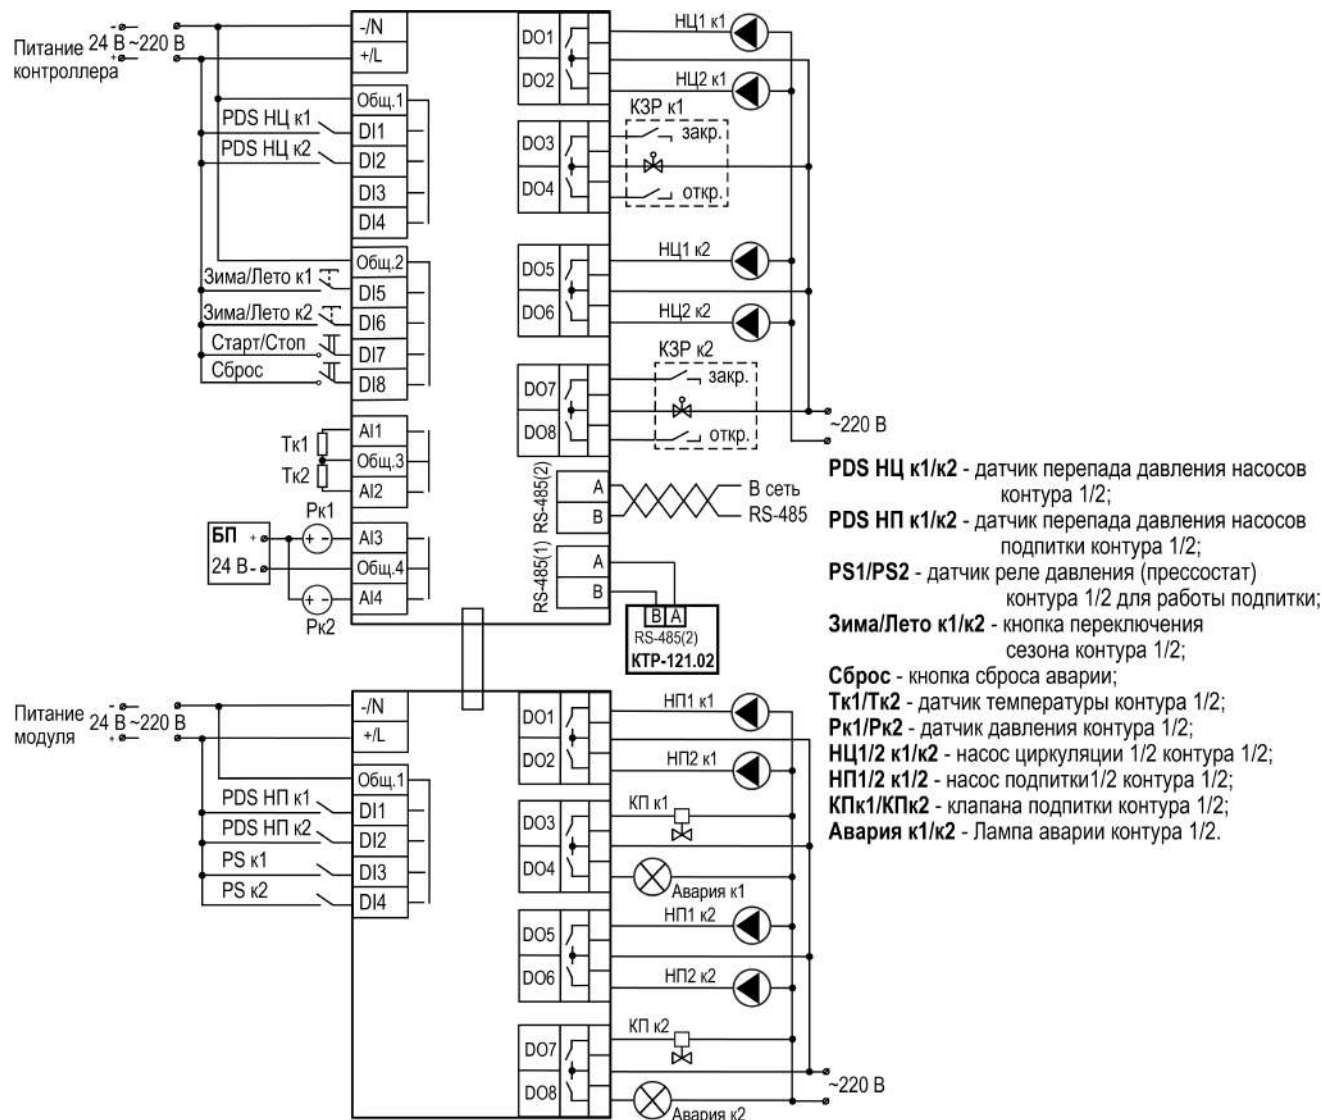 Питание контроллера
- 24 В ~220 В
+
-/N
+/L
Общ.1
PDS НЦ к1 DI1
PDS НЦ к2 DI2
DI3
DI4
Общ.2
Зима/Лето к1 DI5
Зима/Лето к2 DI6
Старт/Стоп DI7
Сброс DI8
Тк1 AI1
Общ.3
Тк2 AI2
Рк1
БП + + - AI3
24 В - Общ.4
+ - AI4
Рк2
DO1 НЦ1 к1
DO2 НЦ2 к1
КЗР к1
DO3 закр.
DO4 откр.
DO5 НЦ1 к2
DO6 НЦ2 к2
КЗР к2
DO7 закр.
DO8 откр.
~220 В
RS-485(2)
A В сеть
B RS-485
RS-485(1)
A
B
B A
RS-485(2)
КТР-121.02
Питание модуля
- 24 В ~220 В
+
-/N
+/L
Общ.1
PDS НП к1 DI1
PDS НП к2 DI2
PS к1 DI3
PS к2 DI4
DO1 НП1 к1
DO2 НП2 к1
DO3 КП к1
DO4 Авария к1
DO5 НП1 к2
DO6 НП2 к2
DO7 КП к2
DO8 Авария к2
~220 В
PDS НЦ к1/к2 - датчик перепада давления насосов
контура 1/2;
PDS НП к1/к2 - датчик перепада давления насосов
подпитки контура 1/2;
PS1/PS2 - датчик реле давления (прессостат)
контура 1/2 для работы подпитки;
Зима/Лето к1/к2 - кнопка переключения
сезона контура 1/2;
Сброс - кнопка сброса аварии;
Тк1/Тк2 - датчик температуры контура 1/2;
Рк1/Рк2 - датчик давления контура 1/2;
НЦ1/2 к1/к2 - насос циркуляции 1/2 контура 1/2;
НП1/2 к1/2 - насос подпитки1/2 контура 1/2;
КПк1/КПк2 - клапана подпитки контура 1/2;
Авария к1/к2 - Лампа аварии контура 1/2.